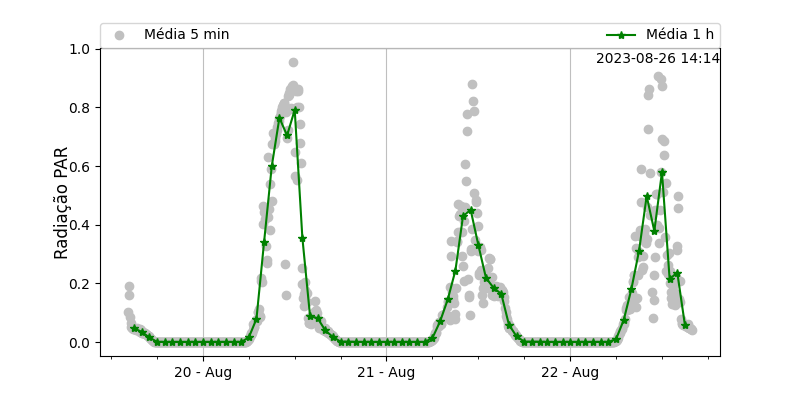 Média 5 min
Média 1 h
2023-08-26 14:14
Radiação PAR
1.0
0.8
0.6
0.4
0.2
0.0
20 - Aug
21 - Aug
22 - Aug